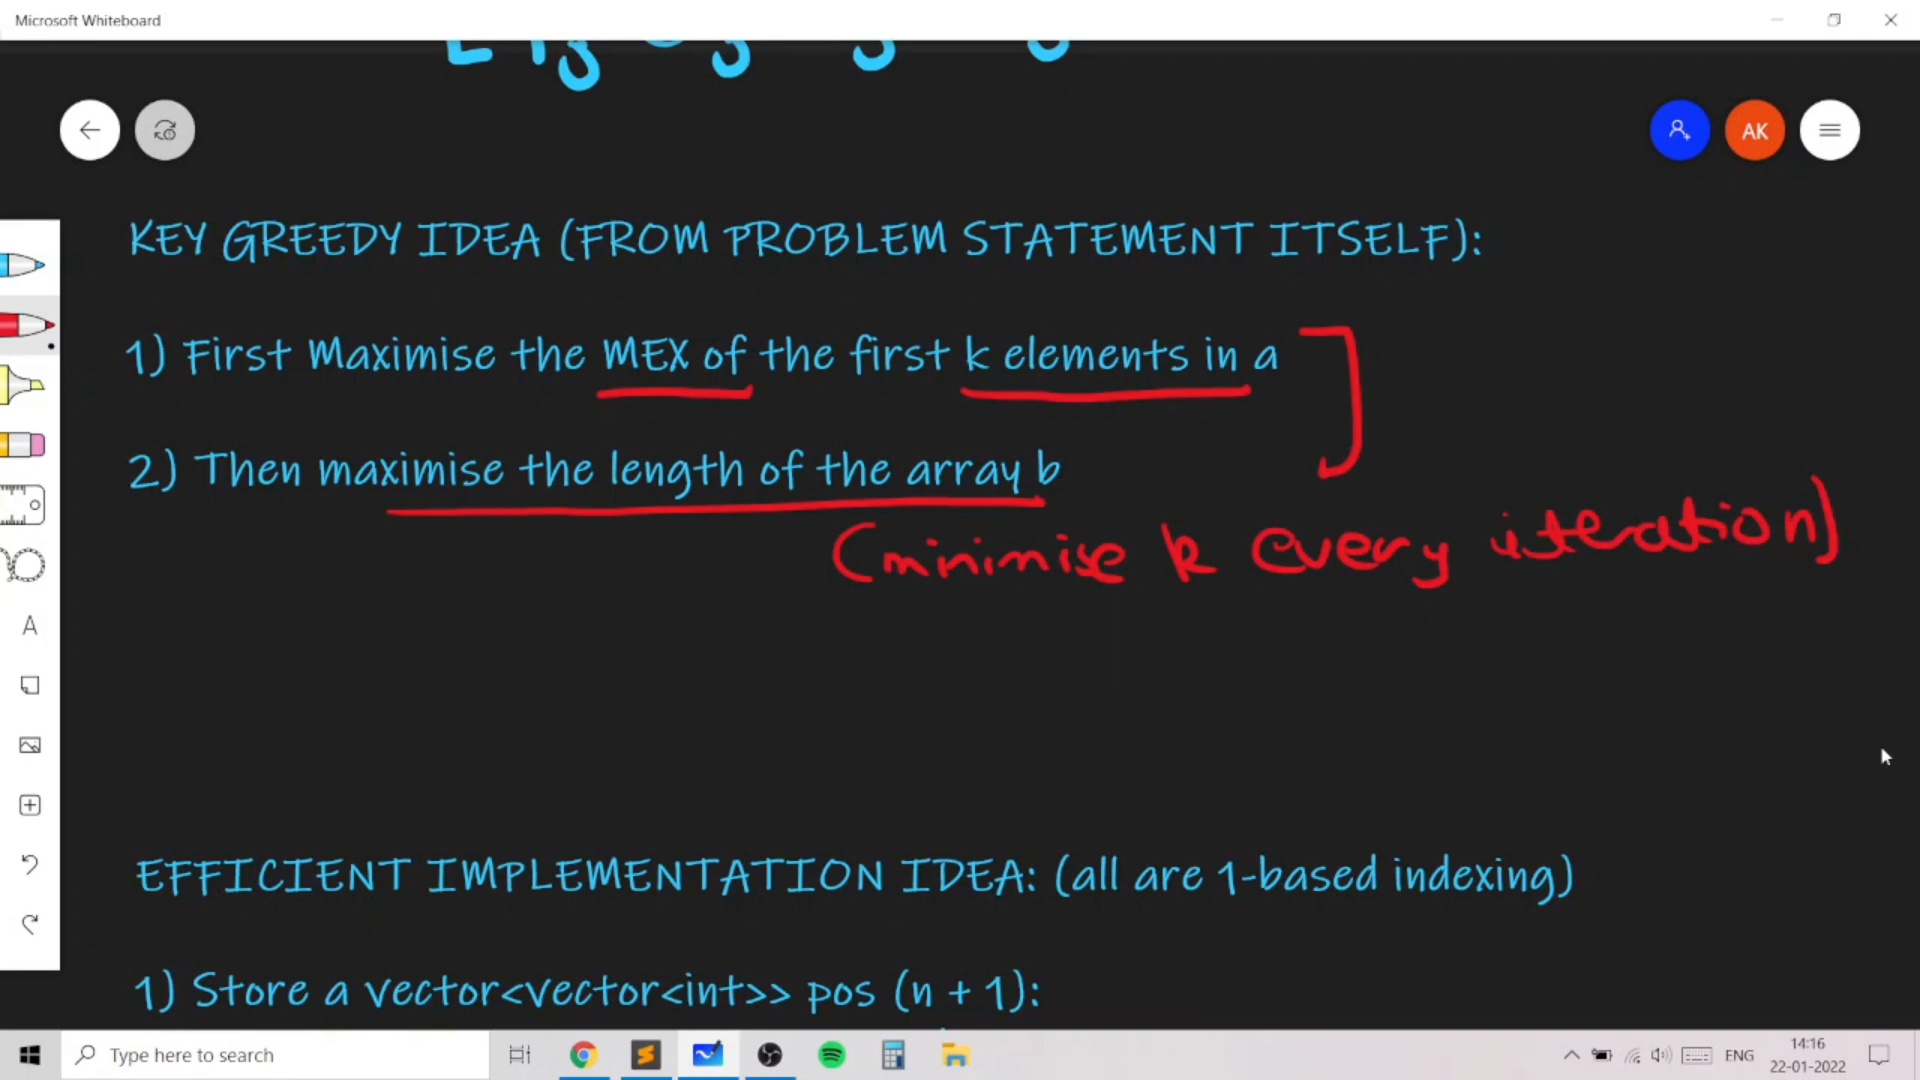 Microsoft Whiteboard
AK
KEY GREEDY IDEA (FROM PROBLEM STATEMENT ITSELF):
1) First Maximise the MEX of the first k elements in a
2) Then maximise the length of the array b
(minimise k every iteration)
A
EFFICIENT IMPLEMENTATION IDEA: (all are 1-based indexing)
1) Store a vector<vector<int>> pos (n + 1):
Type here to search
ENG
14:16
22-01-2022